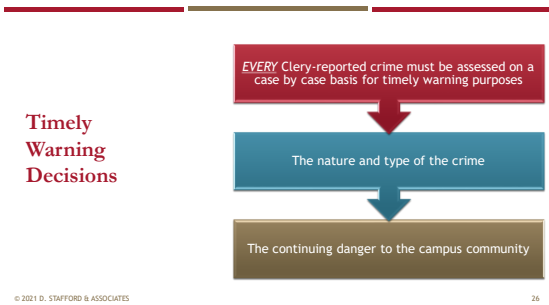 Timely
Warning
Decisions
EVERY Clery-reported crime must be assessed on a
case by case basis for timely warning purposes
The nature and type of the crime
The continuing danger to the campus community
© 2021 D. STAFFORD & ASSOCIATES
26